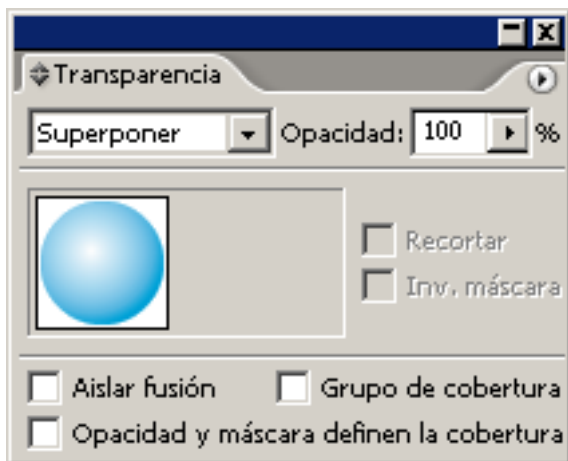 Transparencia
Superponer Opacidad: 100 %
Recortar
Inv. máscara
Aislar fusión Grupo de cobertura
Opacidad y máscara definen la cobertura